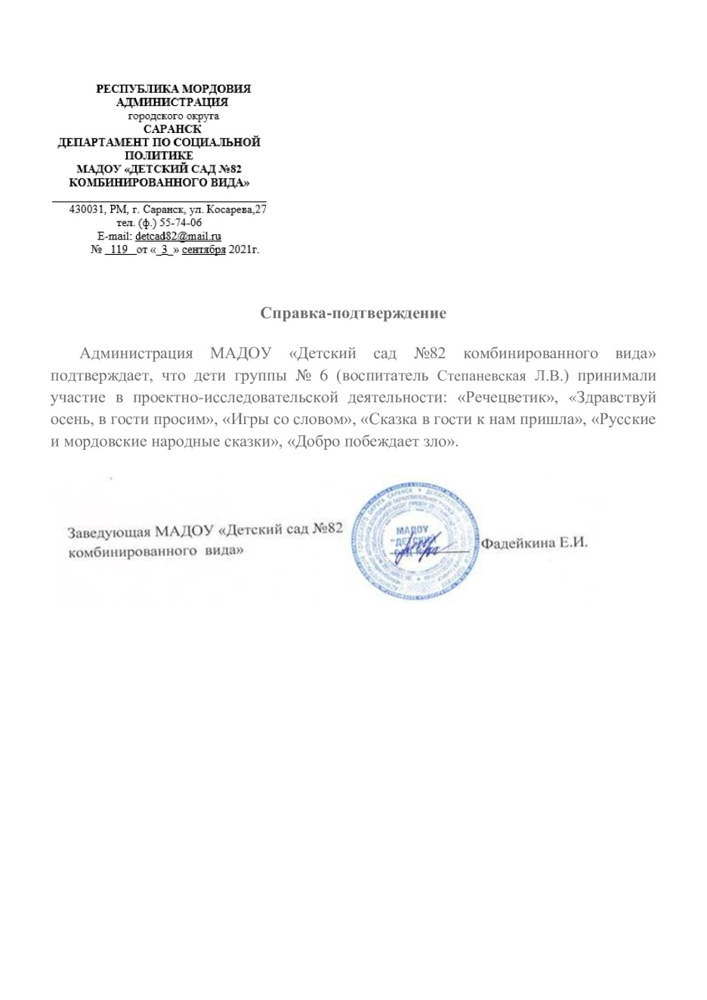 РЕСПУБЛИКА МОРДОВИЯ
АДМИНИСТРАЦИЯ
городского округа
САРАНСК
ДЕПАРТАМЕНТ ПО СОЦИАЛЬНОЙ
ПОЛИТИКЕ
МАДОУ «ДЕТСКИЙ САД №82
КОМБИНИРОВАННОГО ВИДА»
430031, РМ, г. Саранск, ул. Косарева,27
тел. (ф.) 55-74-06
E-mail: detcad82@mail.ru
№ _119_ от «_3_» сентября 2021г.
Справка-подтверждение
Администрация МАДОУ «Детский сад №82 комбинированного вида»
подтверждает, что дети группы № 6 (воспитатель Степаневская Л.В.) принимали
участие в проектно-исследовательской деятельности: «Речецветик», «Здравствуй
осень, в гости просим», «Игры со словом», «Сказка в гости к нам пришла», «Русские
и мордовские народные сказки», «Добро побеждает зло».
Заведующая МАДОУ «Детский сад №82
комбинированного вида»
МАДОУ
"ДЕТСКИЙ
САД
Фадейкина Е.И.